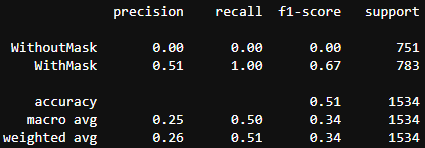 precision recall f1-score support
WithoutMask 0.00 0.00 0.00 751
WithMask 0.51 1.00 0.67 783
accuracy 0.51 1534
macro avg 0.25 0.50 0.34 1534
weighted avg 0.26 0.51 0.34 1534